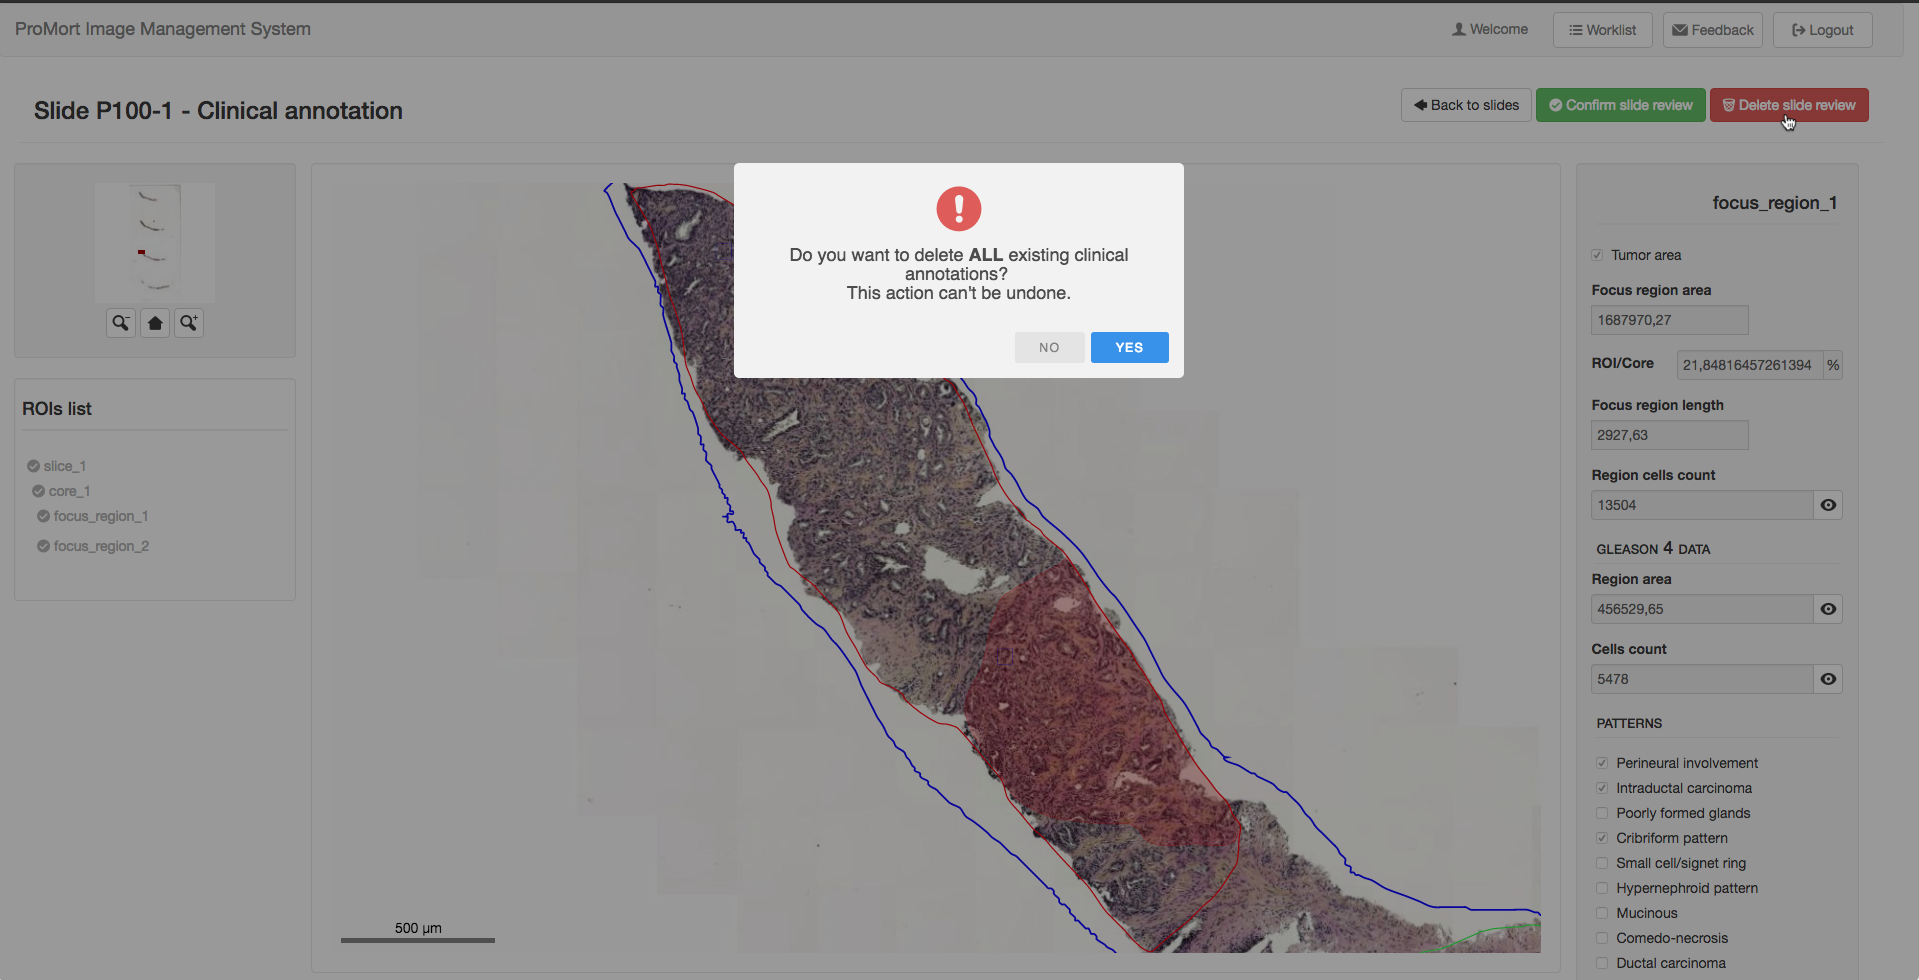 ProMort Image Management System
Welcome
Worklist
Feedback
Logout
Slide P100-1 - Clinical annotation
Back to slides
Confirm slide review
Delete slide review
Do you want to delete ALL existing clinical
annotations?
This action can't be undone.
NO
YES
ROIs list
slice_1
core_1
focus_region_1
focus_region_2
500 µm
focus_region_1
Tumor area
Focus region area
1687970,27
ROI/Core
21,84816457261394
%
Focus region length
2927,63
Region cells count
13504
GLEASON 4 DATA
Region area
456529,65
Cells count
5478
PATTERNS
Perineural involvement
Intraductal carcinoma
Poorly formed glands
Cribriform pattern
Small cell/signet ring
Hypernephroid pattern
Mucinous
Comedo-necrosis
Ductal carcinoma